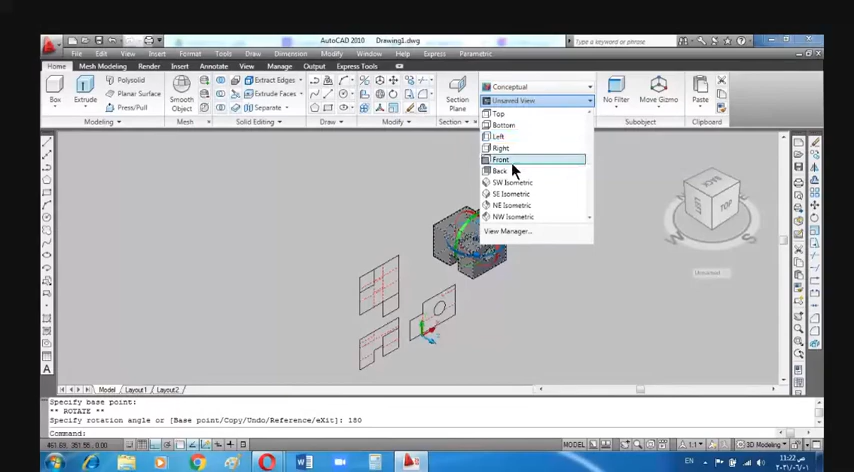 AutoCAD 2010 Drawing1.dwg
Type a keyword or phrase
File Edit View Insert Format Tools Draw Dimension Modify Window Help Express Parametric
Home Mesh Modeling Render Insert Annotate View Manage Output Express Tools
Box
Extrude
Polysolid
Planar Surface
Press/Pull
Smooth Object
Extract Edges
Extrude Faces
Separate
Section Plane
Conceptual
Unsaved View
No Filter
Move Gizmo
Paste
Modeling
Mesh
Solid Editing
Draw
Modify
Section
Subobject
Clipboard
Top
Bottom
Left
Right
Front
Back
SW Isometric
SE Isometric
NE Isometric
NW Isometric
View Manager...
BACK
TOP
W
S
Unsaved
Model Layout1 Layout2
Specify base point:
** ROTATE **
Specify rotation angle or [Base point/Copy/Undo/Reference/eXit]: 180
Command:
MODEL
1:1
3D Modeling
EN
11:22 ص